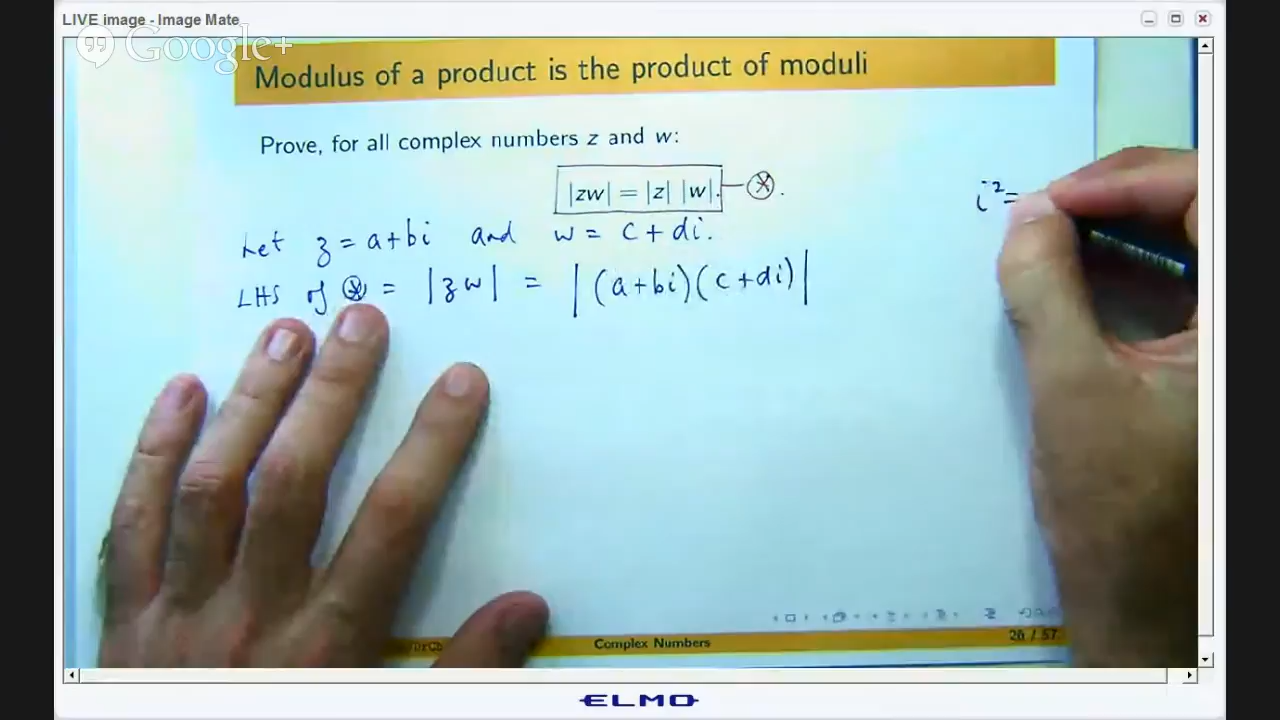 LIVE image - Image Mate
Google+
Modulus of a product is the product of moduli
Prove, for all complex numbers z and w:
|zw| = |z| |w|. ⊛.
i²=
Let z = a+bi and w = c+di.
LHS of ⊛ = |zw| = |(a+bi)(c+di)|
Complex Numbers
26 / 57
ELMO